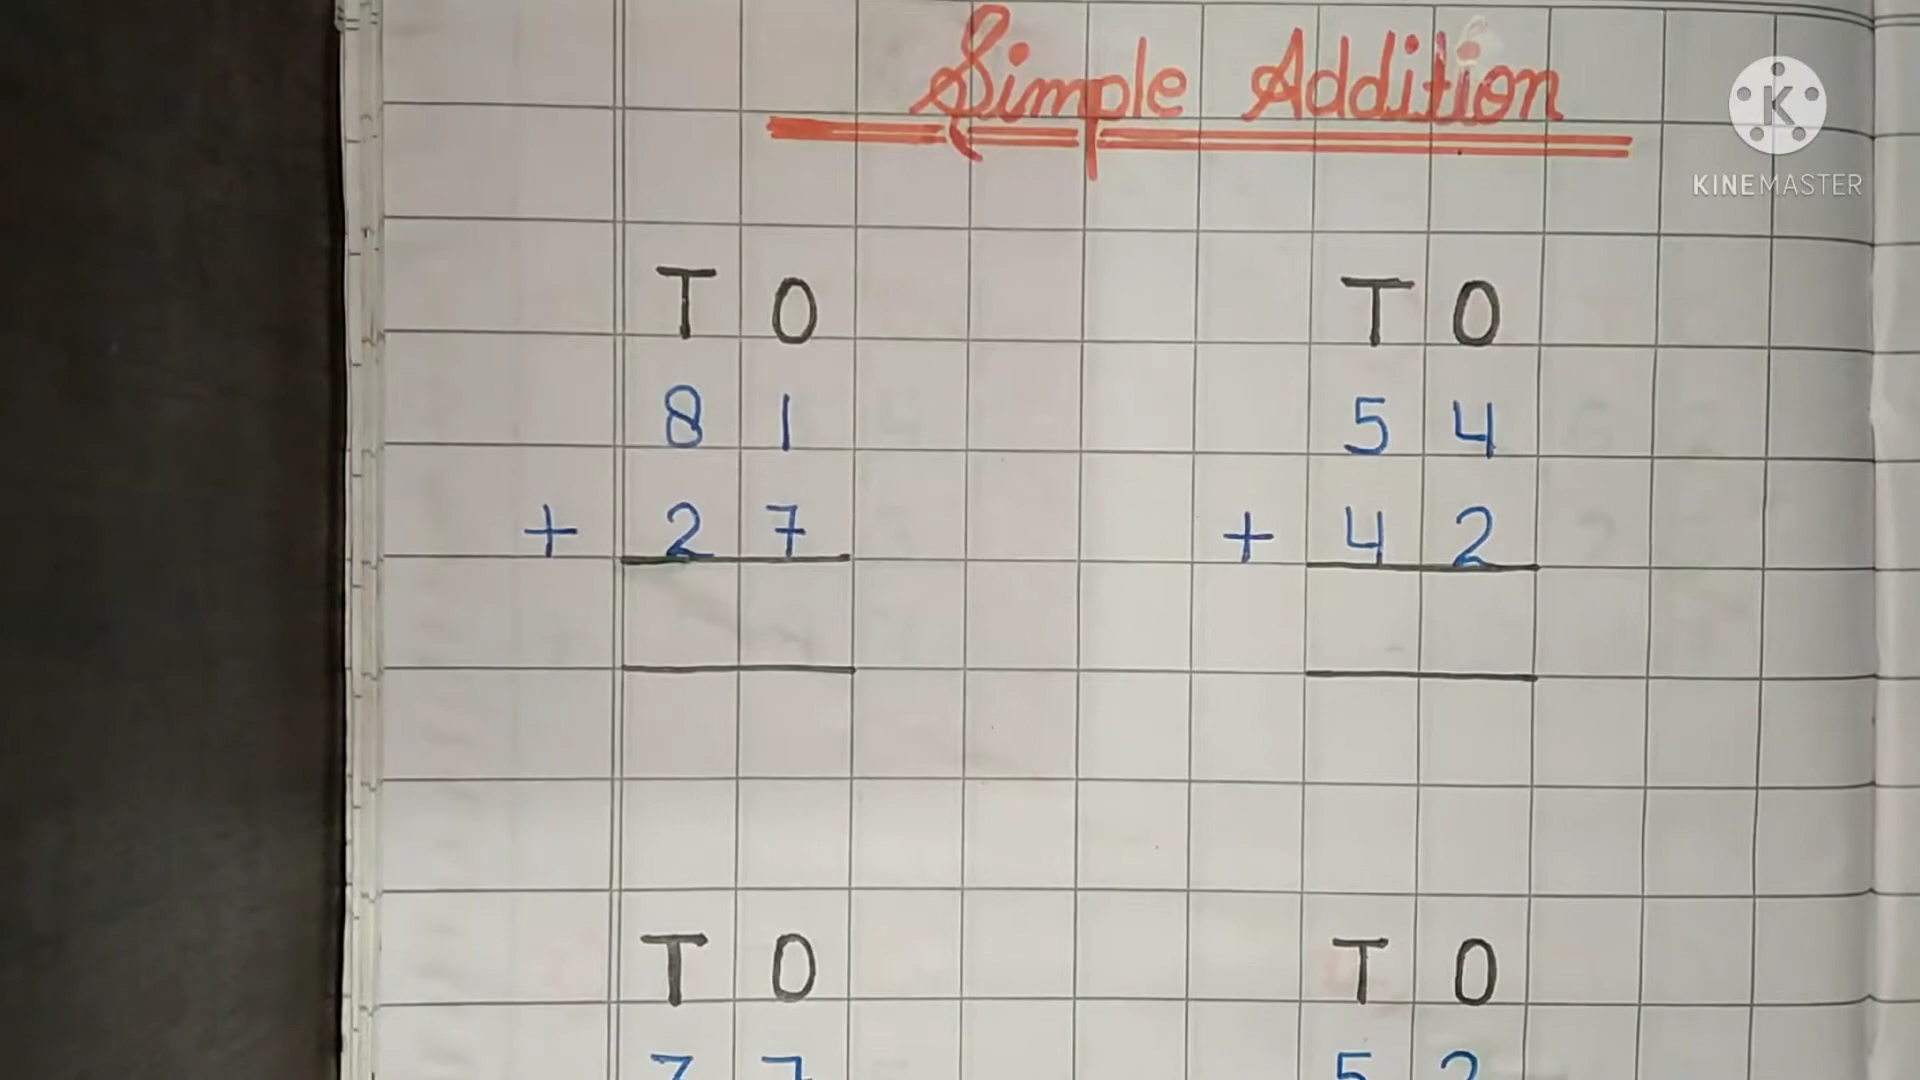 Simple Addition
K
KINEMASTER
T O T O
8 1 5 4
+ 2 7 + 4 2
T O T O